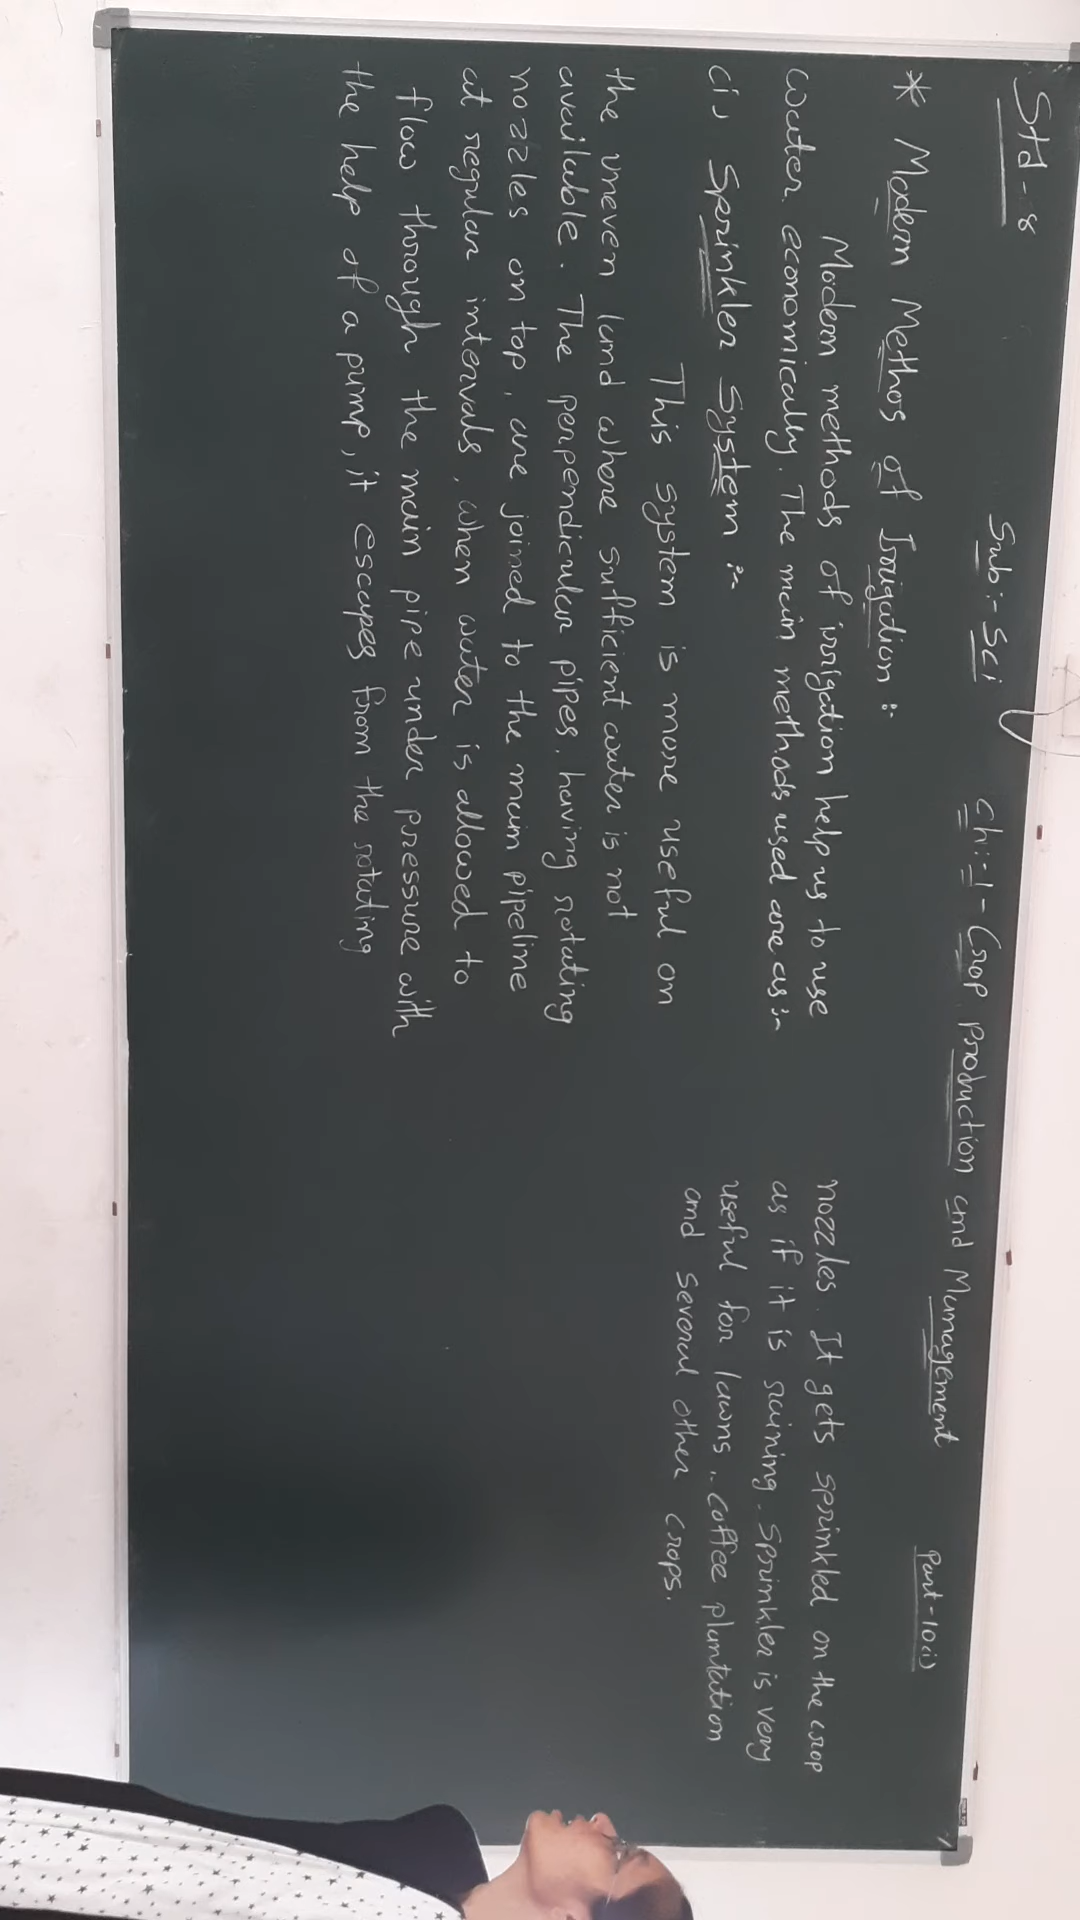 Std-8
Sub:- Sci
Ch:-1- Crop Production and Management
Part-10(i)
* Modern Methos of Irrigation :-
Modern methods of irrigation help us to use
water economically. The main methods used are as :-
(i) Sprinkler System :-
This system is more useful on
the uneven land where sufficient water is not
available. The perpendicular pipes, having rotating
nozzles on top, are joined to the main pipeline
at regular intervals, when water is allowed to
flow through the main pipe under pressure with
the help of a pump, it escapes from the rotating
nozzles. It gets sprinkled on the crop
as if it is raining. Sprinkler is very
useful for lawns, coffee plantation
and several other crops.